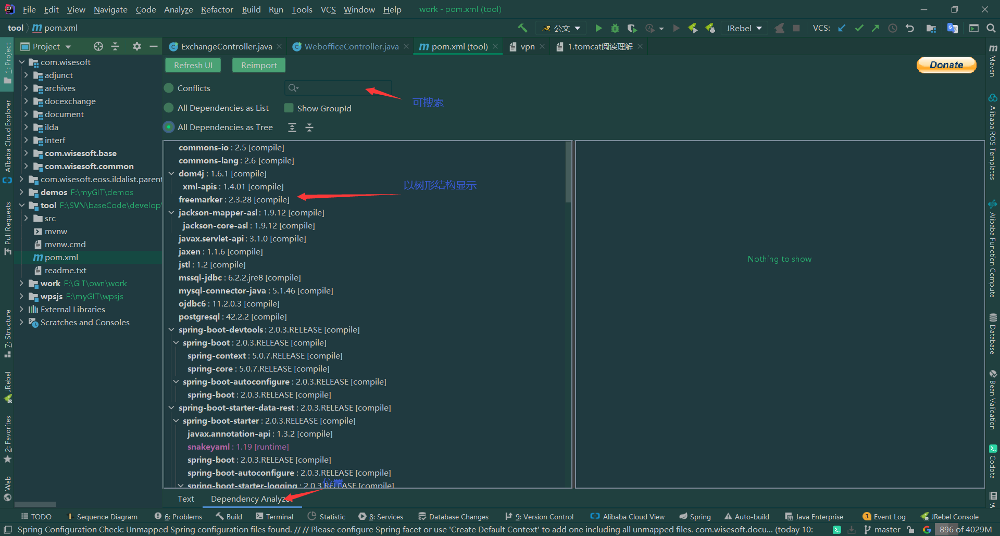 File Edit View Navigate Code Analyze Refactor Build Run Tools VCS Window Help work - pom.xml (tool)
tool pom.xml
公文 JRebel VCS:
Project
ExchangeController.java WebofficeController.java pom.xml (tool) vpn 1.tomcat阅读理解
Refresh UI Reimport Donate
Conflicts
可搜索
All Dependencies as List Show GroupId
All Dependencies as Tree
1: Project
Alibaba Cloud Explorer
Pull Requests
7: Structure
JRebel
2: Favorites
Web
com.wisesoft
adjunct
archives
docexchange
document
ilda
interf
com.wisesoft.base
com.wisesoft.common
com.wisesoft.eoss.ildalist.parent
demos F:\myGIT\demos
tool F:\SVN\baseCode\develop\
src
mvnw
mvnw.cmd
pom.xml
readme.txt
work F:\GIT\own\work
wpsjs F:\myGIT\wpsjs
External Libraries
Scratches and Consoles
commons-io : 2.5 [compile]
commons-lang : 2.6 [compile]
dom4j : 1.6.1 [compile]
xml-apis : 1.4.01 [compile]
以树形结构显示
freemarker : 2.3.28 [compile]
jackson-mapper-asl : 1.9.12 [compile]
jackson-core-asl : 1.9.12 [compile]
javax.servlet-api : 3.1.0 [compile]
jaxen : 1.1.6 [compile]
jstl : 1.2 [compile]
mssql-jdbc : 6.2.2.jre8 [compile]
mysql-connector-java : 5.1.46 [compile]
ojdbc6 : 11.2.0.3 [compile]
postgresql : 42.2.2 [compile]
spring-boot-devtools : 2.0.3.RELEASE [compile]
spring-boot : 2.0.3.RELEASE [compile]
spring-context : 5.0.7.RELEASE [compile]
spring-core : 5.0.7.RELEASE [compile]
spring-boot-autoconfigure : 2.0.3.RELEASE [compile]
spring-boot : 2.0.3.RELEASE [compile]
spring-boot-starter-data-rest : 2.0.3.RELEASE [compile]
spring-boot-starter : 2.0.3.RELEASE [compile]
javax.annotation-api : 1.3.2 [compile]
snakeyaml : 1.19 [runtime]
spring-boot : 2.0.3.RELEASE [compile]
spring-boot-autoconfigure : 2.0.3.RELEASE [compile]
位置
spring-boot-starter-logging : 2.0.3.RELEASE [compile]
Nothing to show
Text Dependency Analyze
Maven
Alibaba ROS Templates
Alibaba Function Compute
Database
Bean Validation
Codota
TODO Sequence Diagram 6: Problems Build Terminal Statistic 8: Services Database Changes 9: Version Control Alibaba Cloud View Spring Auto-build Java Enterprise 3 Event Log JRebel Console
Spring Configuration Check: Unmapped Spring configuration files found. // // Please configure Spring facet or use 'Create Default Context' to add one including all unmapped files. com.wisesoft.docu... (today 10: master 896 of 4029M